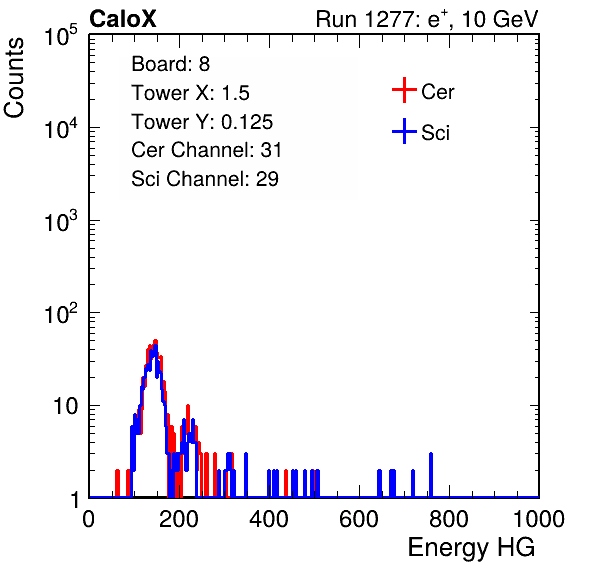 CaloX Run 1277: e⁺, 10 GeV
Counts
10⁵
10⁴
10³
10²
10
1
Board: 8
Tower X: 1.5
Tower Y: 0.125
Cer Channel: 31
Sci Channel: 29
Cer
Sci
0 200 400 600 800 1000
Energy HG